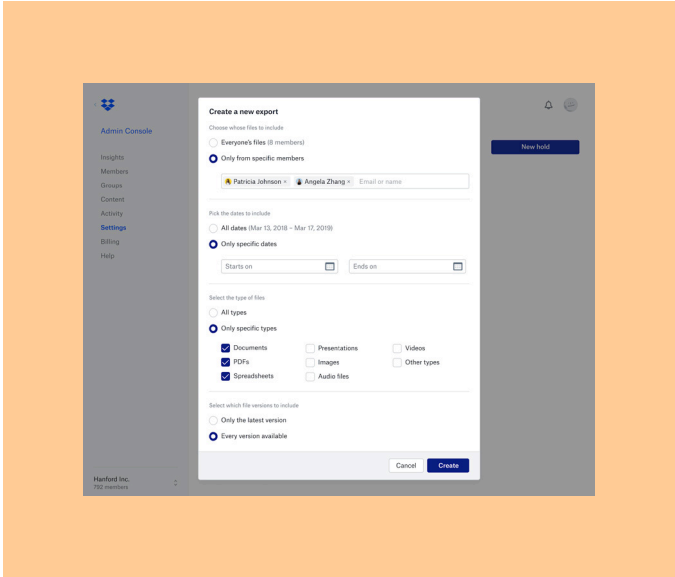 Admin Console
Insights
Members
Groups
Content
Activity
Settings
Billing
Help
Hanford Inc.
792 members
New hold
Create a new export
Choose whose files to include
Everyone's files (8 members)
Only from specific members
Patricia Johnson × Angela Zhang × Email or name
Pick the dates to include
All dates (Mar 13, 2018 – Mar 17, 2019)
Only specific dates
Starts on Ends on
Select the type of files
All types
Only specific types
Documents Presentations Videos
PDFs Images Other types
Spreadsheets Audio files
Select which file versions to include
Only the latest version
Every version available
Cancel Create